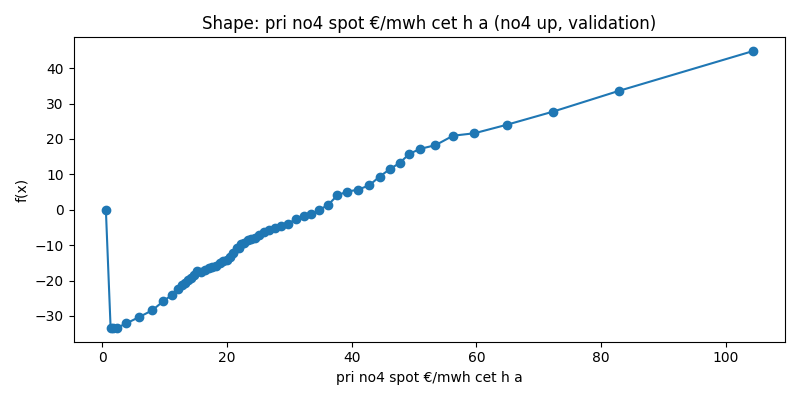 Shape: pri no4 spot €/mwh cet h a (no4 up, validation)
f(x)
40
30
20
10
0
−10
−20
−30
0 20 40 60 80 100
pri no4 spot €/mwh cet h a